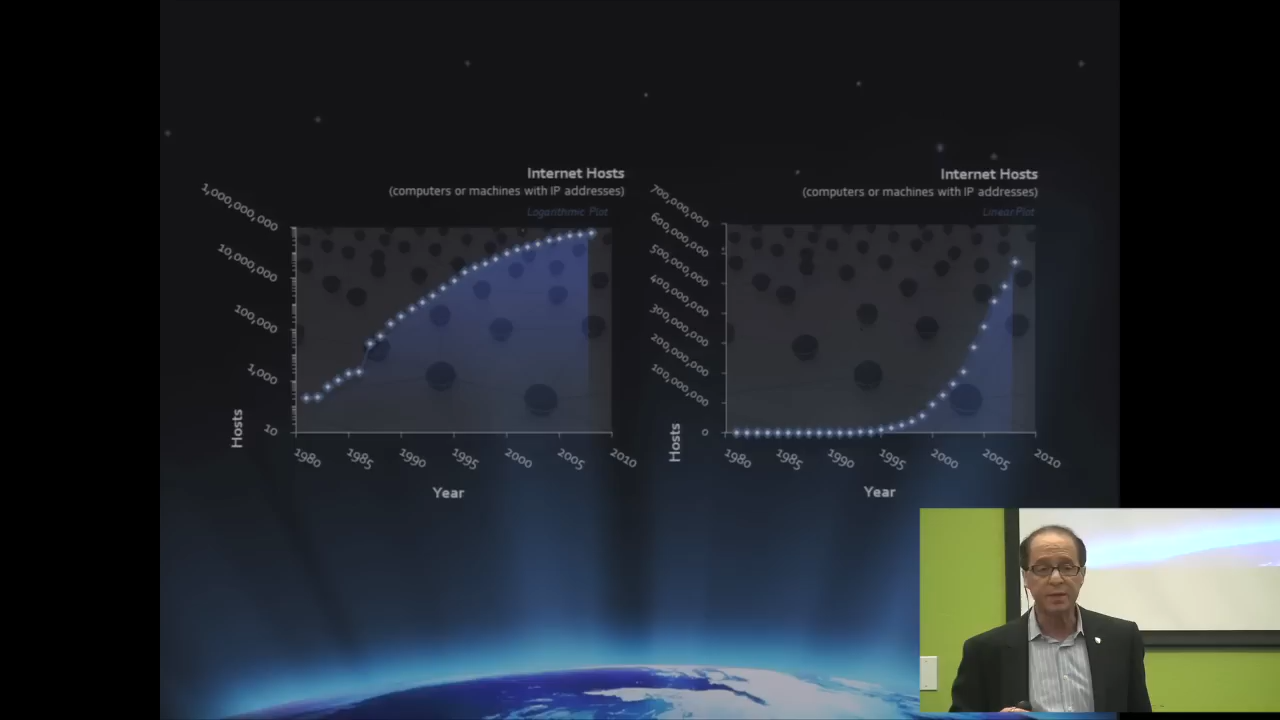 Internet Hosts
(computers or machines with IP addresses)
Logarithmic Plot
1,000,000,000
10,000,000
100,000
1,000
10
Hosts
1980
1985
1990
1995
2000
2005
2010
Year
Internet Hosts
(computers or machines with IP addresses)
Linear Plot
700,000,000
600,000,000
500,000,000
400,000,000
300,000,000
200,000,000
100,000,000
0
Hosts
1980
1985
1990
1995
2000
2005
2010
Year